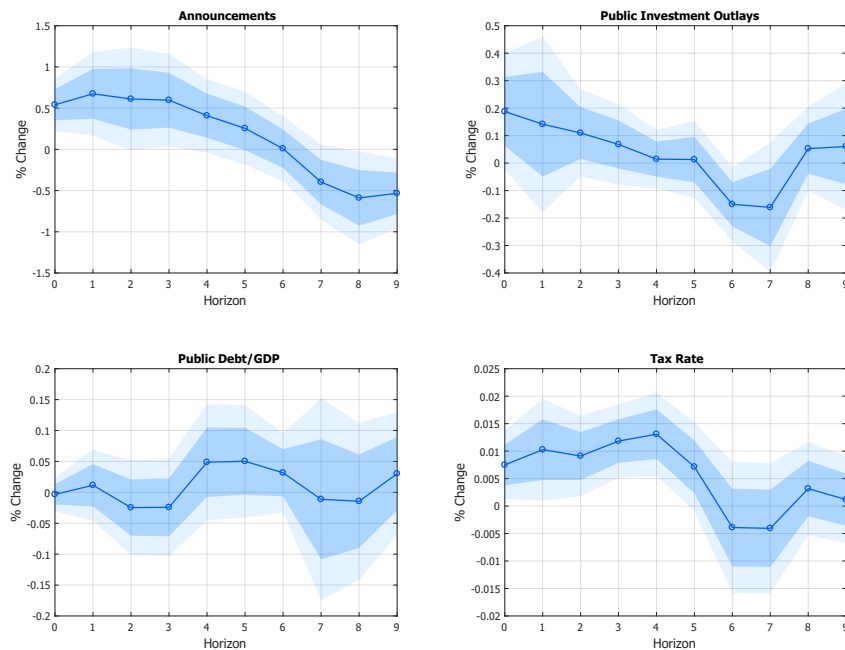 Announcements
1.5
1
0.5
0
-0.5
-1
-1.5
% Change
0 1 2 3 4 5 6 7 8 9
Horizon
Public Investment Outlays
0.5
0.4
0.3
0.2
0.1
0
-0.1
-0.2
-0.3
-0.4
% Change
0 1 2 3 4 5 6 7 8 9
Horizon
Public Debt/GDP
0.2
0.15
0.1
0.05
0
-0.05
-0.1
-0.15
-0.2
% Change
0 1 2 3 4 5 6 7 8 9
Horizon
Tax Rate
0.025
0.02
0.015
0.01
0.005
0
-0.005
-0.01
-0.015
-0.02
% Change
0 1 2 3 4 5 6 7 8 9
Horizon